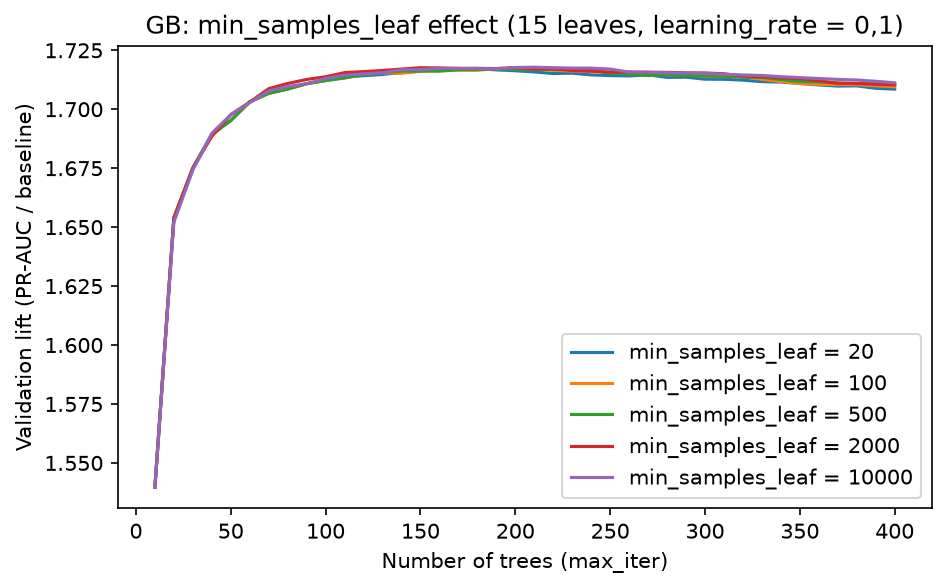 GB: min_samples_leaf effect (15 leaves, learning_rate = 0,1)
Validation lift (PR-AUC / baseline)
1.725
1.700
1.675
1.650
1.625
1.600
1.575
1.550
min_samples_leaf = 20
min_samples_leaf = 100
min_samples_leaf = 500
min_samples_leaf = 2000
min_samples_leaf = 10000
0 50 100 150 200 250 300 350 400
Number of trees (max_iter)